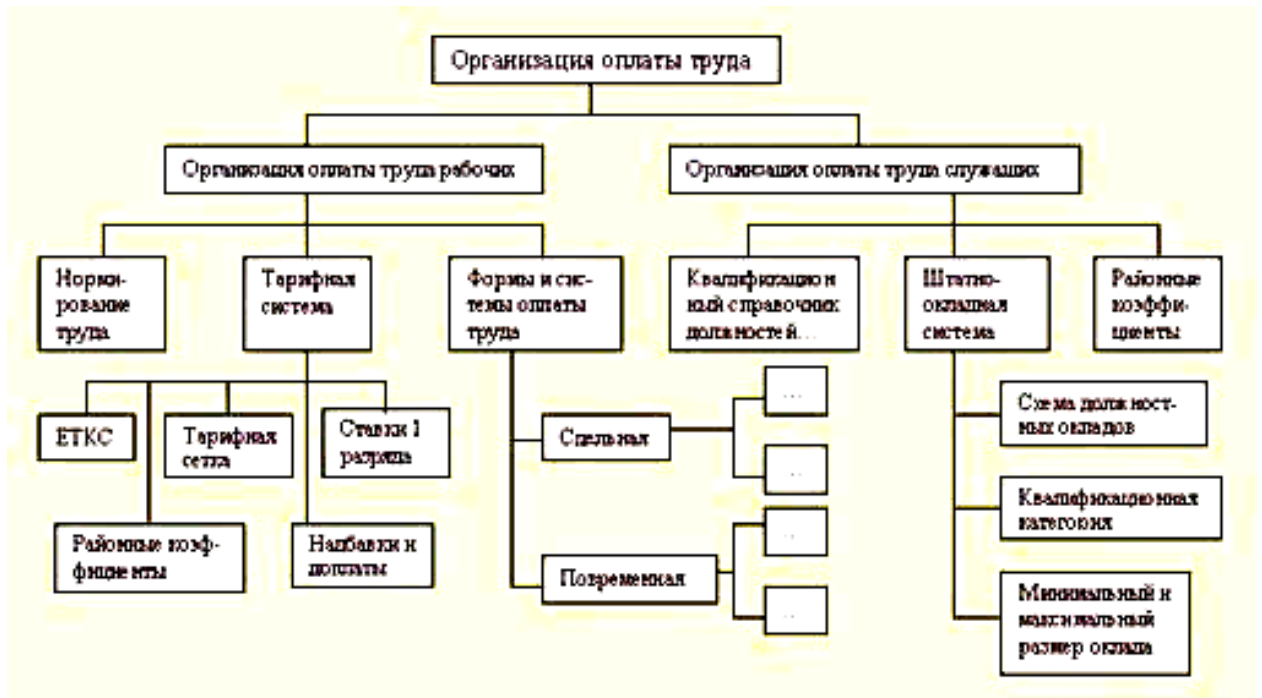 Организация оплаты труда
Организация оплаты труда рабочих
Организация оплаты труда служащих
Норми-
рование
труда
Тарифная
система
Формы и сис-
темы оплаты
труда
Квалификацион
ный справочник
должностей...
Штатно-
окладная
система
Районные
коэффи-
циенты
ЕТКС
Тарифная
сетка
Ставки 1
разряда
Районные коэф-
фициенты
Надбавки и
доплаты
Сдельная
...
...
Повременная
...
...
Схема должност-
ных окладов
Квалификационная
категория
Минимальный и
максимальный
размер оклада